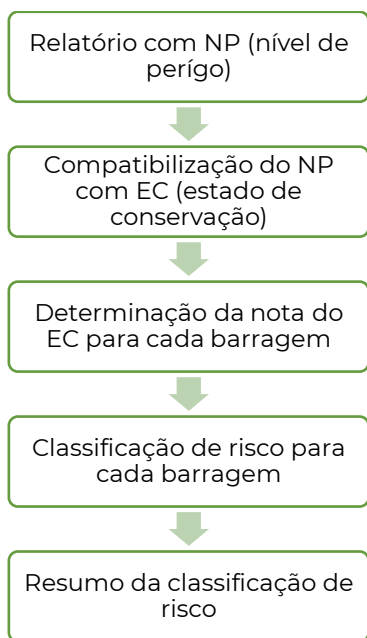 Relatório com NP (nível de
perígo)
Compatibilização do NP
com EC (estado de
conservação)
Determinação da nota do
EC para cada barragem
Classificação de risco para
cada barragem
Resumo da classificação de
risco